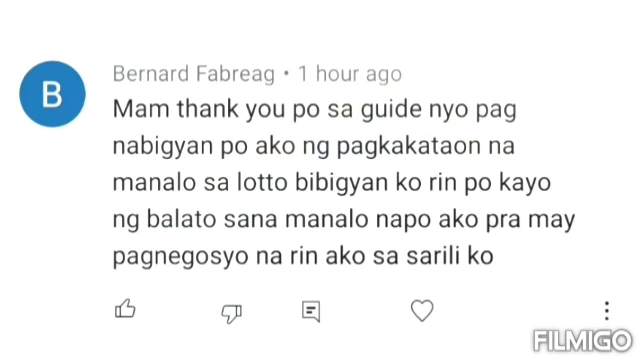 B
Bernard Fabreag • 1 hour ago
Mam thank you po sa guide nyo pag
nabigyan po ako ng pagkakataon na
manalo sa lotto bibigyan ko rin po kayo
ng balato sana manalo napo ako pra may
pagnegosyo na rin ako sa sarili ko
FILMIGO